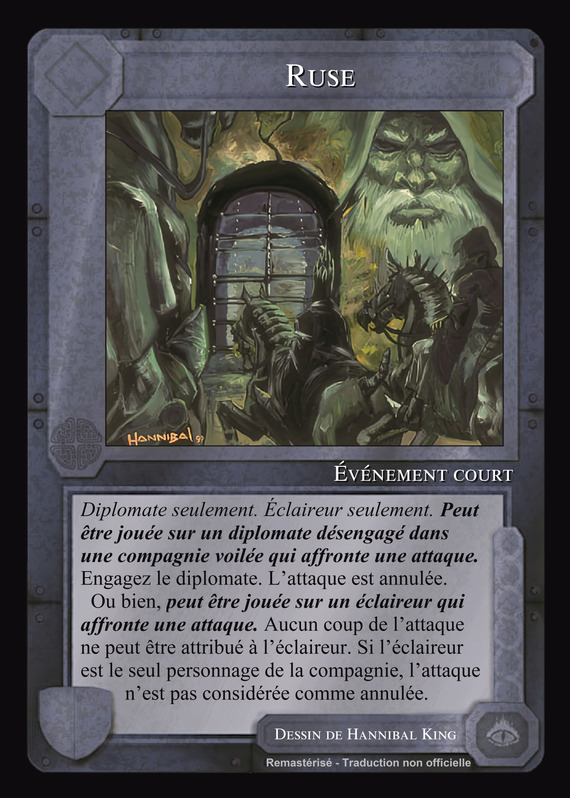 Ruse
HANNIBAL 97
Événement court
Diplomate seulement. Éclaireur seulement. Peut
être jouée sur un diplomate désengagé dans
une compagnie voilée qui affronte une attaque.
Engagez le diplomate. L'attaque est annulée.
Ou bien, peut être jouée sur un éclaireur qui
affronte une attaque. Aucun coup de l'attaque
ne peut être attribué à l'éclaireur. Si l'éclaireur
est le seul personnage de la compagnie, l'attaque
n'est pas considérée comme annulée.
Dessin de Hannibal King
Remastérisé - Traduction non officielle